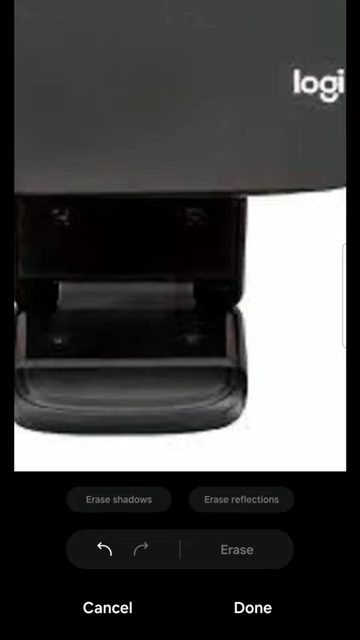 logi
Erase shadows
Erase reflections
Erase
Cancel
Done